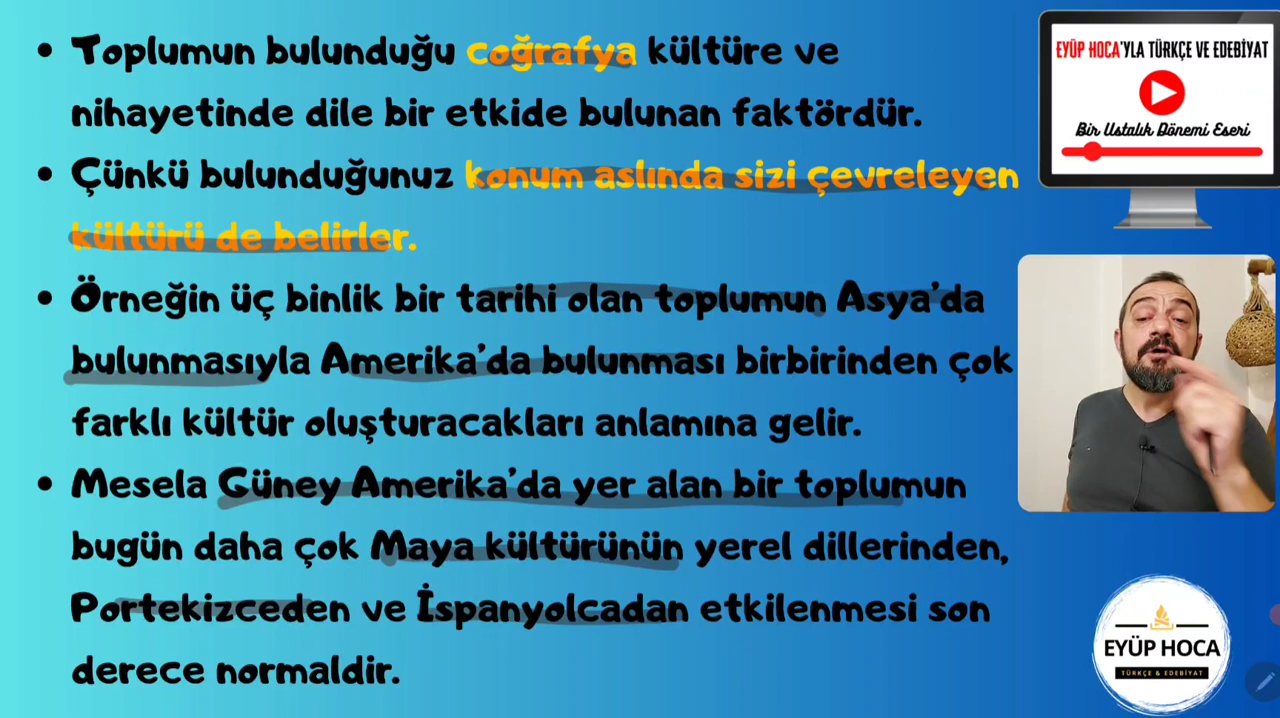 • Toplumun bulunduğu coğrafya kültüre ve
nihayetinde dile bir etkide bulunan faktördür.
• Çünkü bulunduğunuz konum aslında sizi çevreleyen
kültürü de belirler.
• Örneğin üç binlik bir tarihi olan toplumun Asya'da
bulunmasıyla Amerika'da bulunması birbirinden çok
farklı kültür oluşturacakları anlamına gelir.
• Mesela Güney Amerika'da yer alan bir toplumun
bugün daha çok Maya kültürünün yerel dillerinden,
Portekizceden ve İspanyolcadan etkilenmesi son
derece normaldir.
EYÜP HOCA'YLA TÜRKÇE VE EDEBİYAT
Bir Ustalık Dönemi Eseri
EYÜP HOCA
TÜRKÇE & EDEBİYAT